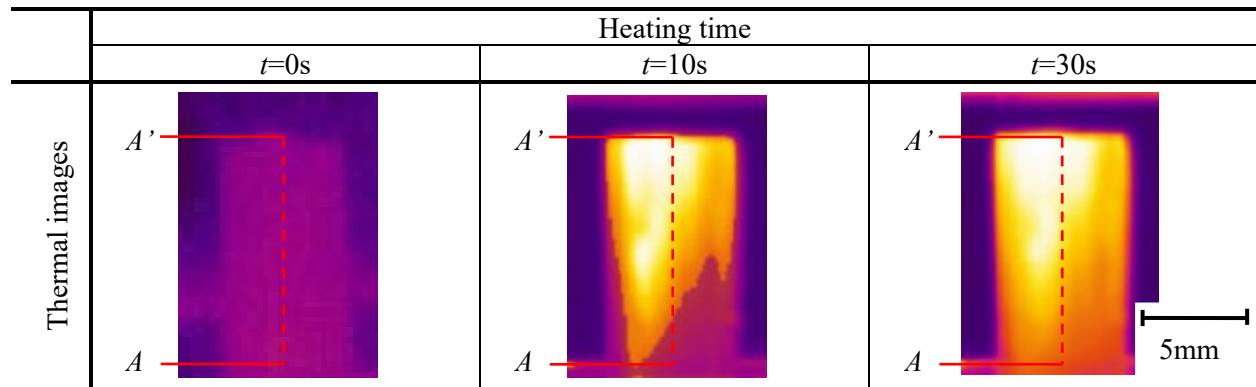 Heating time
t=0s
t=10s
t=30s
Thermal images
A’
A’
A’
A
A
A
5mm